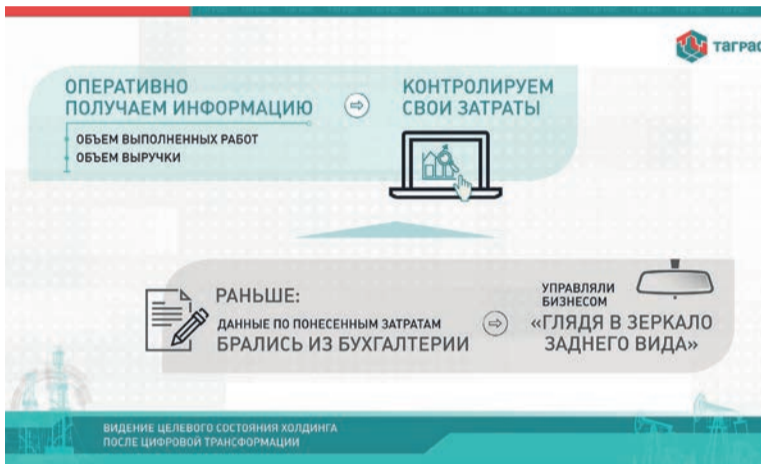 ОПЕРАТИВНО
ПОЛУЧАЕМ ИНФОРМАЦИЮ
ОБЪЕМ ВЫПОЛНЕННЫХ РАБОТ
ОБЪЕМ ВЫРУЧКИ
КОНТРОЛИРУЕМ
СВОИ ЗАТРАТЫ
РАНЬШЕ:
ДАННЫЕ ПО ПОНЕСЕННЫМ ЗАТРАТАМ
БРАЛИСЬ ИЗ БУХГАЛТЕРИИ
УПРАВЛЯЛИ
БИЗНЕСОМ
«ГЛЯДЯ В ЗЕРКАЛО
ЗАДНЕГО ВИДА»
ВИДЕНИЕ ЦЕЛЕВОГО СОСТОЯНИЯ ХОЛДИНГА
ПОСЛЕ ЦИФРОВОЙ ТРАНСФОРМАЦИИ